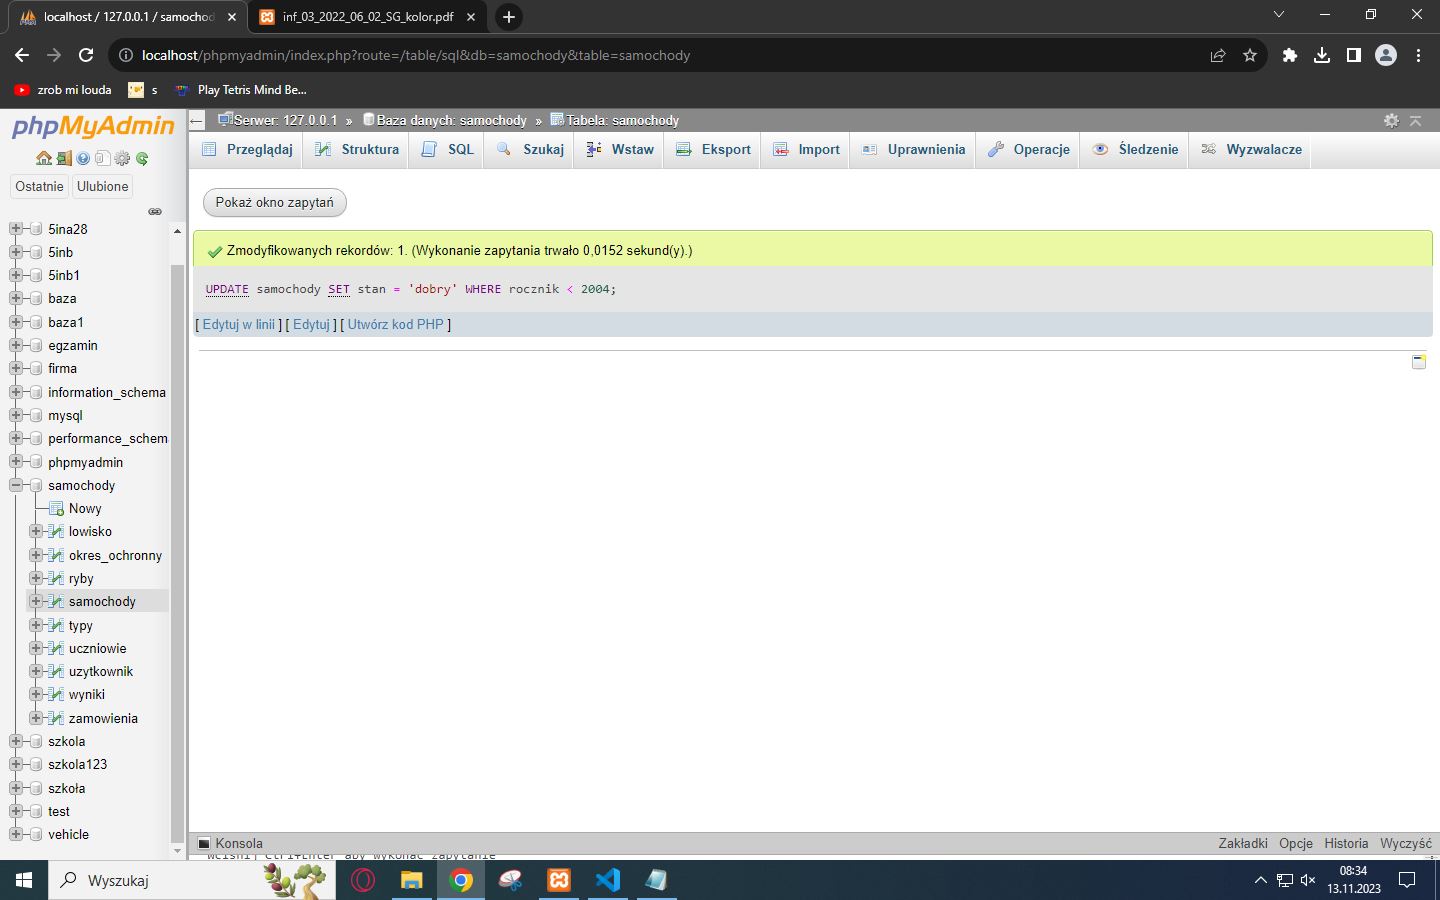 localhost / 127.0.0.1 / samochod
inf_03_2022_06_02_SG_kolor.pdf
localhost/phpmyadmin/index.php?route=/table/sql&db=samochody&table=samochody
zrob mi louda
s
Play Tetris Mind Be...
phpMyAdmin
Ostatnie
Ulubione
5ina28
5inb
5inb1
baza
baza1
egzamin
firma
information_schema
mysql
performance_schem
phpmyadmin
samochody
Nowy
lowisko
okres_ochronny
ryby
samochody
typy
uczniowie
uzytkownik
wyniki
zamowienia
szkola
szkola123
szkoła
test
vehicle
Serwer: 127.0.0.1 » Baza danych: samochody » Tabela: samochody
Przeglądaj
Struktura
SQL
Szukaj
Wstaw
Eksport
Import
Uprawnienia
Operacje
Śledzenie
Wyzwalacze
Pokaż okno zapytań
Zmodyfikowanych rekordów: 1. (Wykonanie zapytania trwało 0,0152 sekund(y).)
UPDATE samochody SET stan = 'dobry' WHERE rocznik < 2004;
[ Edytuj w linii ] [ Edytuj ] [ Utwórz kod PHP ]
Konsola
Zakładki
Opcje
Historia
Wyczyść
Wciśnij Ctrl+Enter aby wykonać zapytanie
Wyszukaj
08:34
13.11.2023